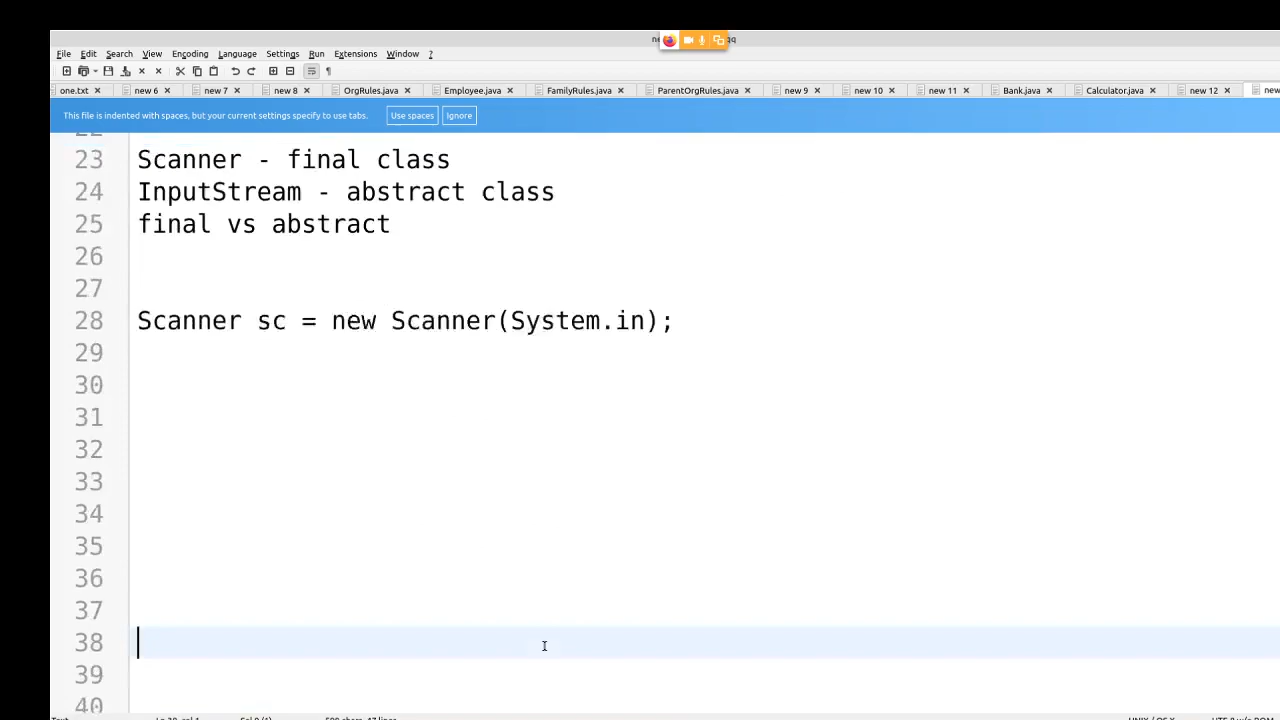 File Edit Search View Encoding Language Settings Run Extensions Window ?
one.txt new 6 new 7 new 8 OrgRules.java Employee.java FamilyRules.java ParentOrgRules.java new 9 new 10 new 11 Bank.java Calculator.java new 12 new
This file is indented with spaces, but your current settings specify to use tabs. Use spaces Ignore
22
23 Scanner - final class
24 InputStream - abstract class
25 final vs abstract
26
27
28 Scanner sc = new Scanner(System.in);
29
30
31
32
33
34
35
36
37
38
39
40